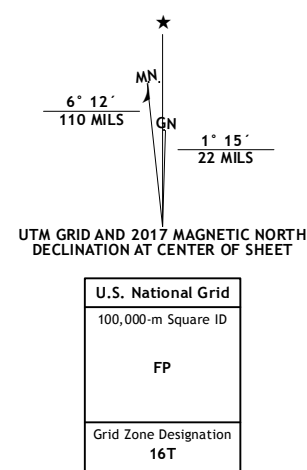 ★
MN.
6° 12´
110 MILS
GN
1° 15´
22 MILS
UTM GRID AND 2017 MAGNETIC NORTH
DECLINATION AT CENTER OF SHEET
U.S. National Grid
100,000-m Square ID
FP
Grid Zone Designation
16T